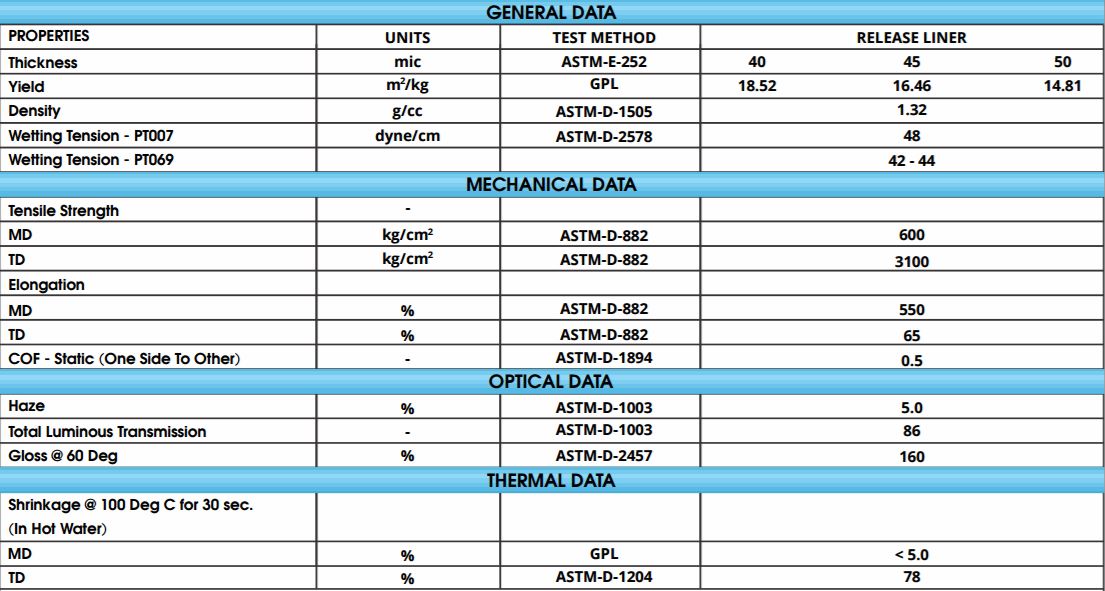 GENERAL DATA
PROPERTIES UNITS TEST METHOD RELEASE LINER
Thickness mic ASTM-E-252 40 45 50
Yield m²/kg GPL 18.52 16.46 14.81
Density g/cc ASTM-D-1505 1.32
Wetting Tension - PT007 dyne/cm ASTM-D-2578 48
Wetting Tension - PT069 42 - 44
MECHANICAL DATA
Tensile Strength -
MD kg/cm² ASTM-D-882 600
TD kg/cm² ASTM-D-882 3100
Elongation
MD % ASTM-D-882 550
TD % ASTM-D-882 65
COF - Static (One Side To Other) - ASTM-D-1894 0.5
OPTICAL DATA
Haze % ASTM-D-1003 5.0
Total Luminous Transmission - ASTM-D-1003 86
Gloss @ 60 Deg % ASTM-D-2457 160
THERMAL DATA
Shrinkage @ 100 Deg C for 30 sec.
(In Hot Water)
MD % GPL < 5.0
TD % ASTM-D-1204 78